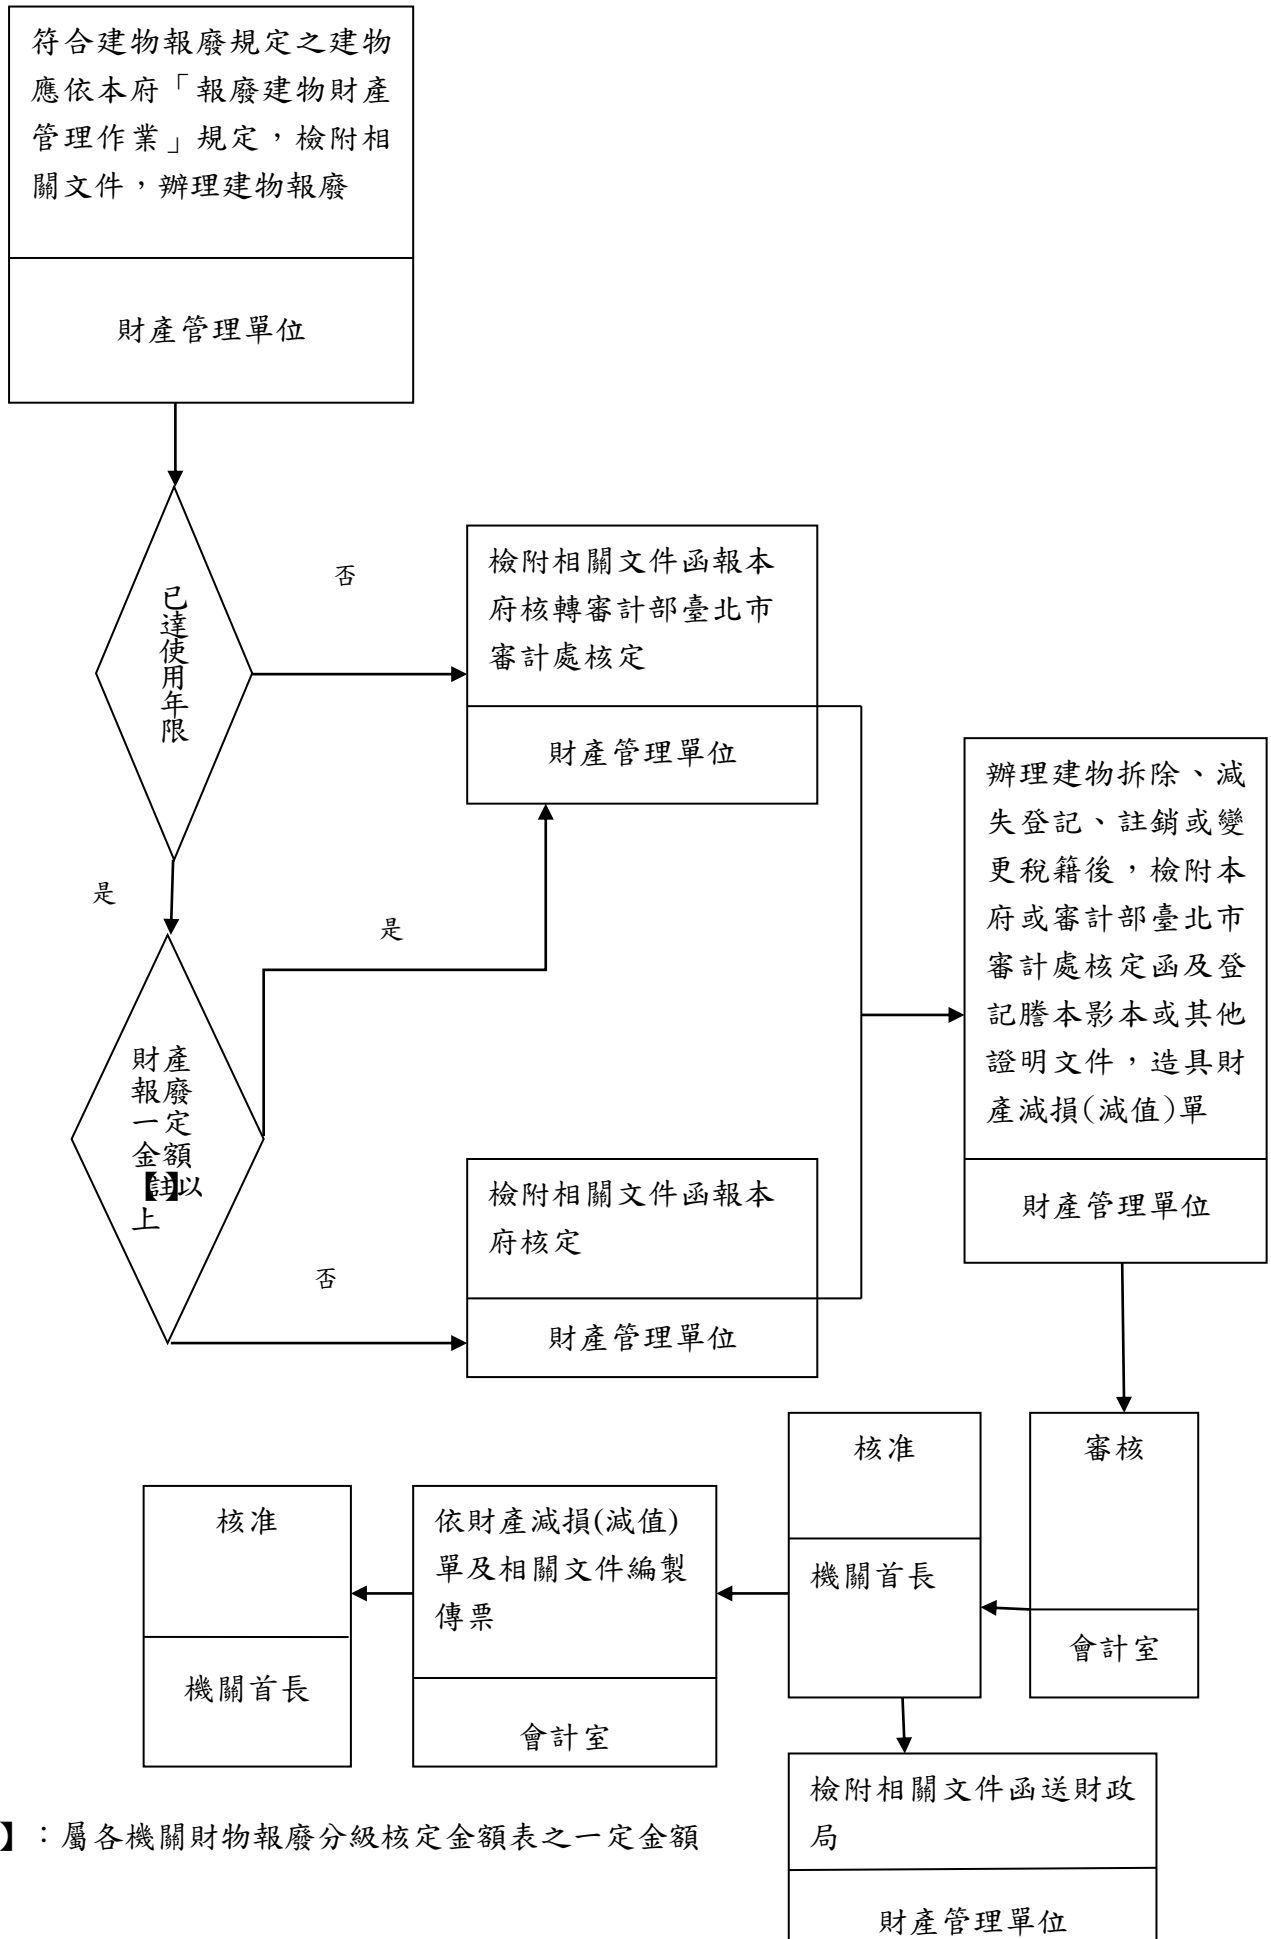 符合建物報廢規定之建物
應依本府「報廢建物財產
管理作業」規定，檢附相
關文件，辦理建物報廢
財產管理單位
已達使用年限
否
檢附相關文件函報本
府核轉審計部臺北市
審計處核定
財產管理單位
是
是
財產
報廢
一定
金額
【註】以
上
否
檢附相關文件函報本
府核定
財產管理單位
辦理建物拆除、減
失登記、註銷或變
更稅籍後，檢附本
府或審計部臺北市
審計處核定函及登
記謄本影本或其他
證明文件，造具財
產減損(減值)單
財產管理單位
審核
會計室
核准
機關首長
依財產減損(減值)
單及相關文件編製
傳票
會計室
核准
機關首長
檢附相關文件函送財政
局
財產管理單位
】：屬各機關財物報廢分級核定金額表之一定金額